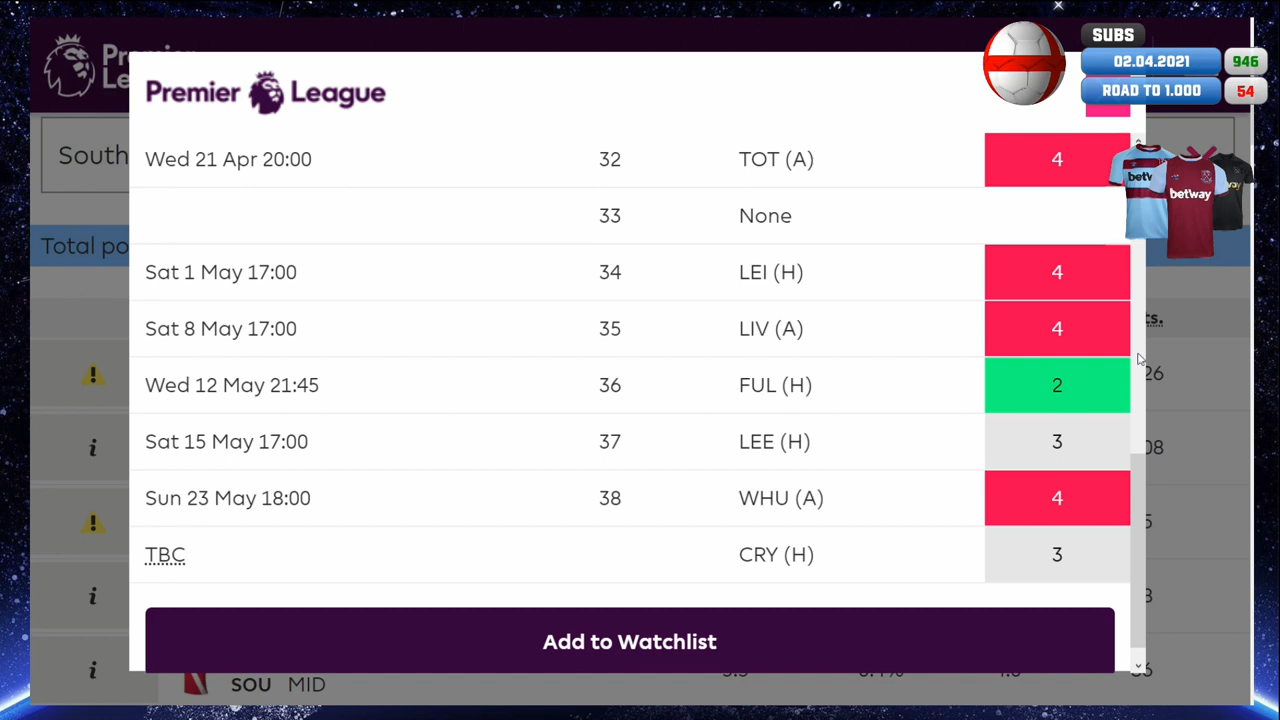 SUBS
02.04.2021 946
ROAD TO 1.000 54
Premier League
South
Wed 21 Apr 20:00 32 TOT (A) 4
betway
33 None
Total po
Sat 1 May 17:00 34 LEI (H) 4
ts.
Sat 8 May 17:00 35 LIV (A) 4
26
Wed 12 May 21:45 36 FUL (H) 2
Sat 15 May 17:00 37 LEE (H) 3
08
Sun 23 May 18:00 38 WHU (A) 4
TBC CRY (H) 3
Add to Watchlist
SOU MID